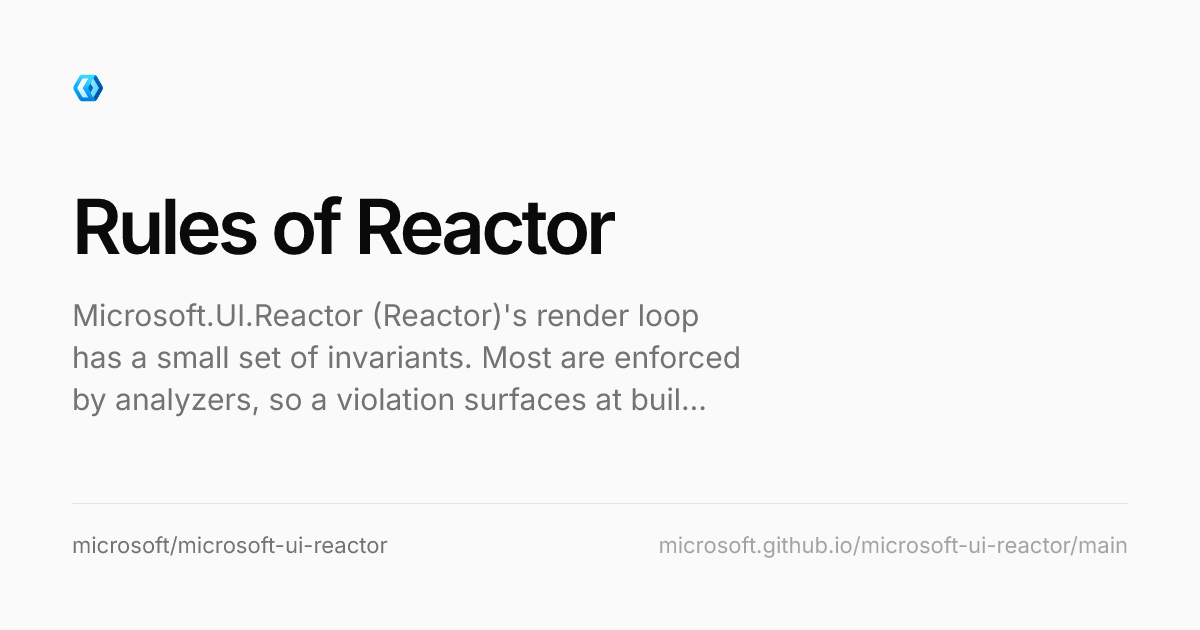 Rules of Reactor
Microsoft.UI.Reactor (Reactor)'s render loop
has a small set of invariants. Most are enforced
by analyzers, so a violation surfaces at buil...
microsoft/microsoft-ui-reactor
microsoft.github.io/microsoft-ui-reactor/main